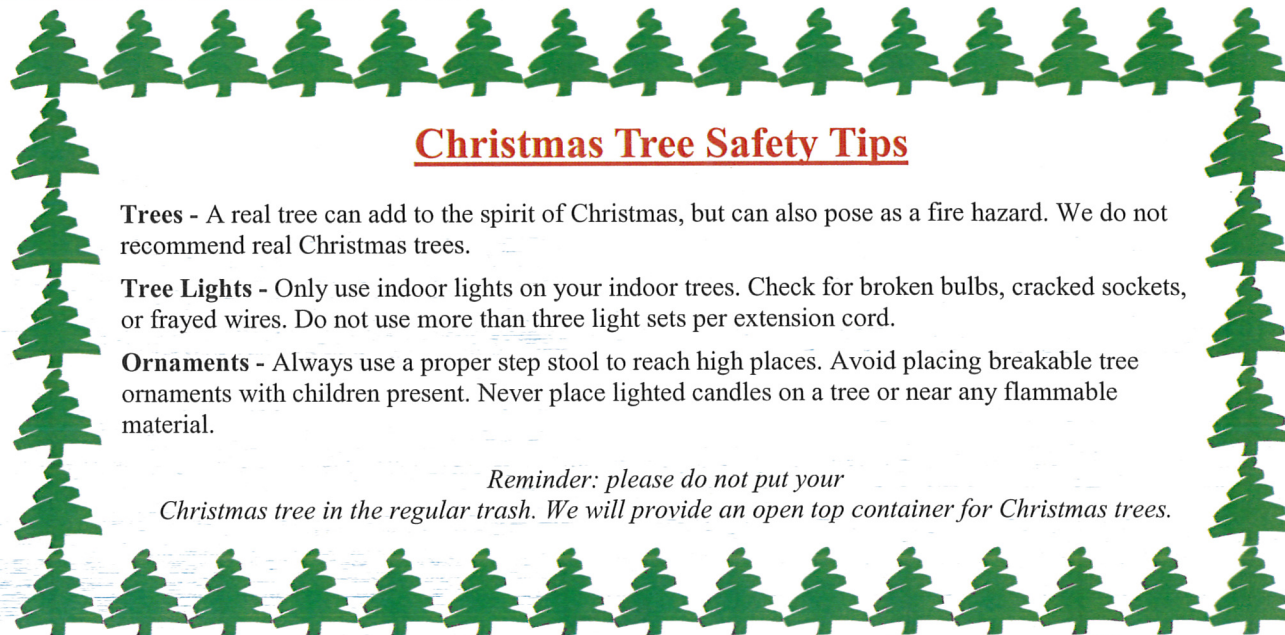 Christmas Tree Safety Tips
Trees - A real tree can add to the spirit of Christmas, but can also pose as a fire hazard. We do not
recommend real Christmas trees.
Tree Lights - Only use indoor lights on your indoor trees. Check for broken bulbs, cracked sockets,
or frayed wires. Do not use more than three light sets per extension cord.
Ornaments - Always use a proper step stool to reach high places. Avoid placing breakable tree
ornaments with children present. Never place lighted candles on a tree or near any flammable
material.
Reminder: please do not put your
Christmas tree in the regular trash. We will provide an open top container for Christmas trees.